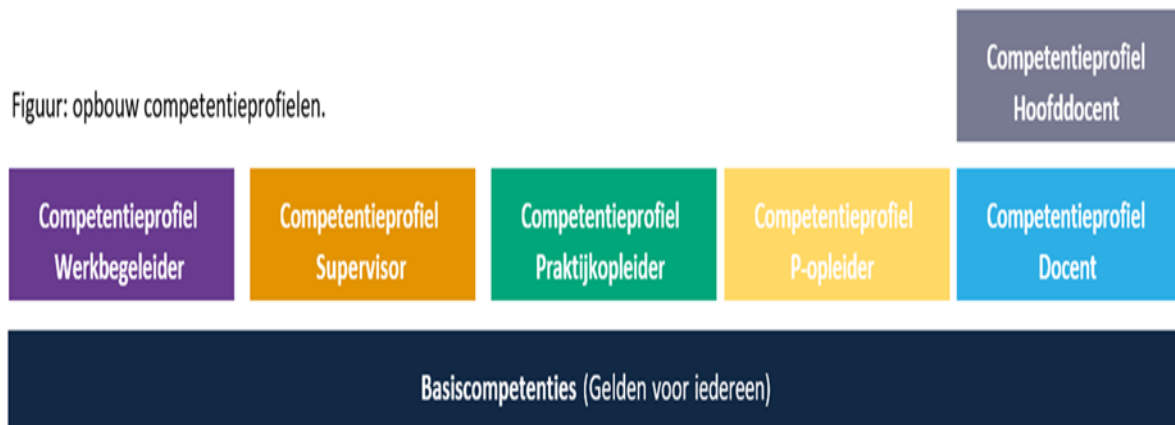 Competentieprofiel
Hoofddocent
Figuur: opbouw competentieprofielen.
Competentieprofiel
Werkbegeleider
Competentieprofiel
Supervisor
Competentieprofiel
Praktijkopleider
Competentieprofiel
P-opleider
Competentieprofiel
Docent
Basiscompetenties (Gelden voor iedereen)